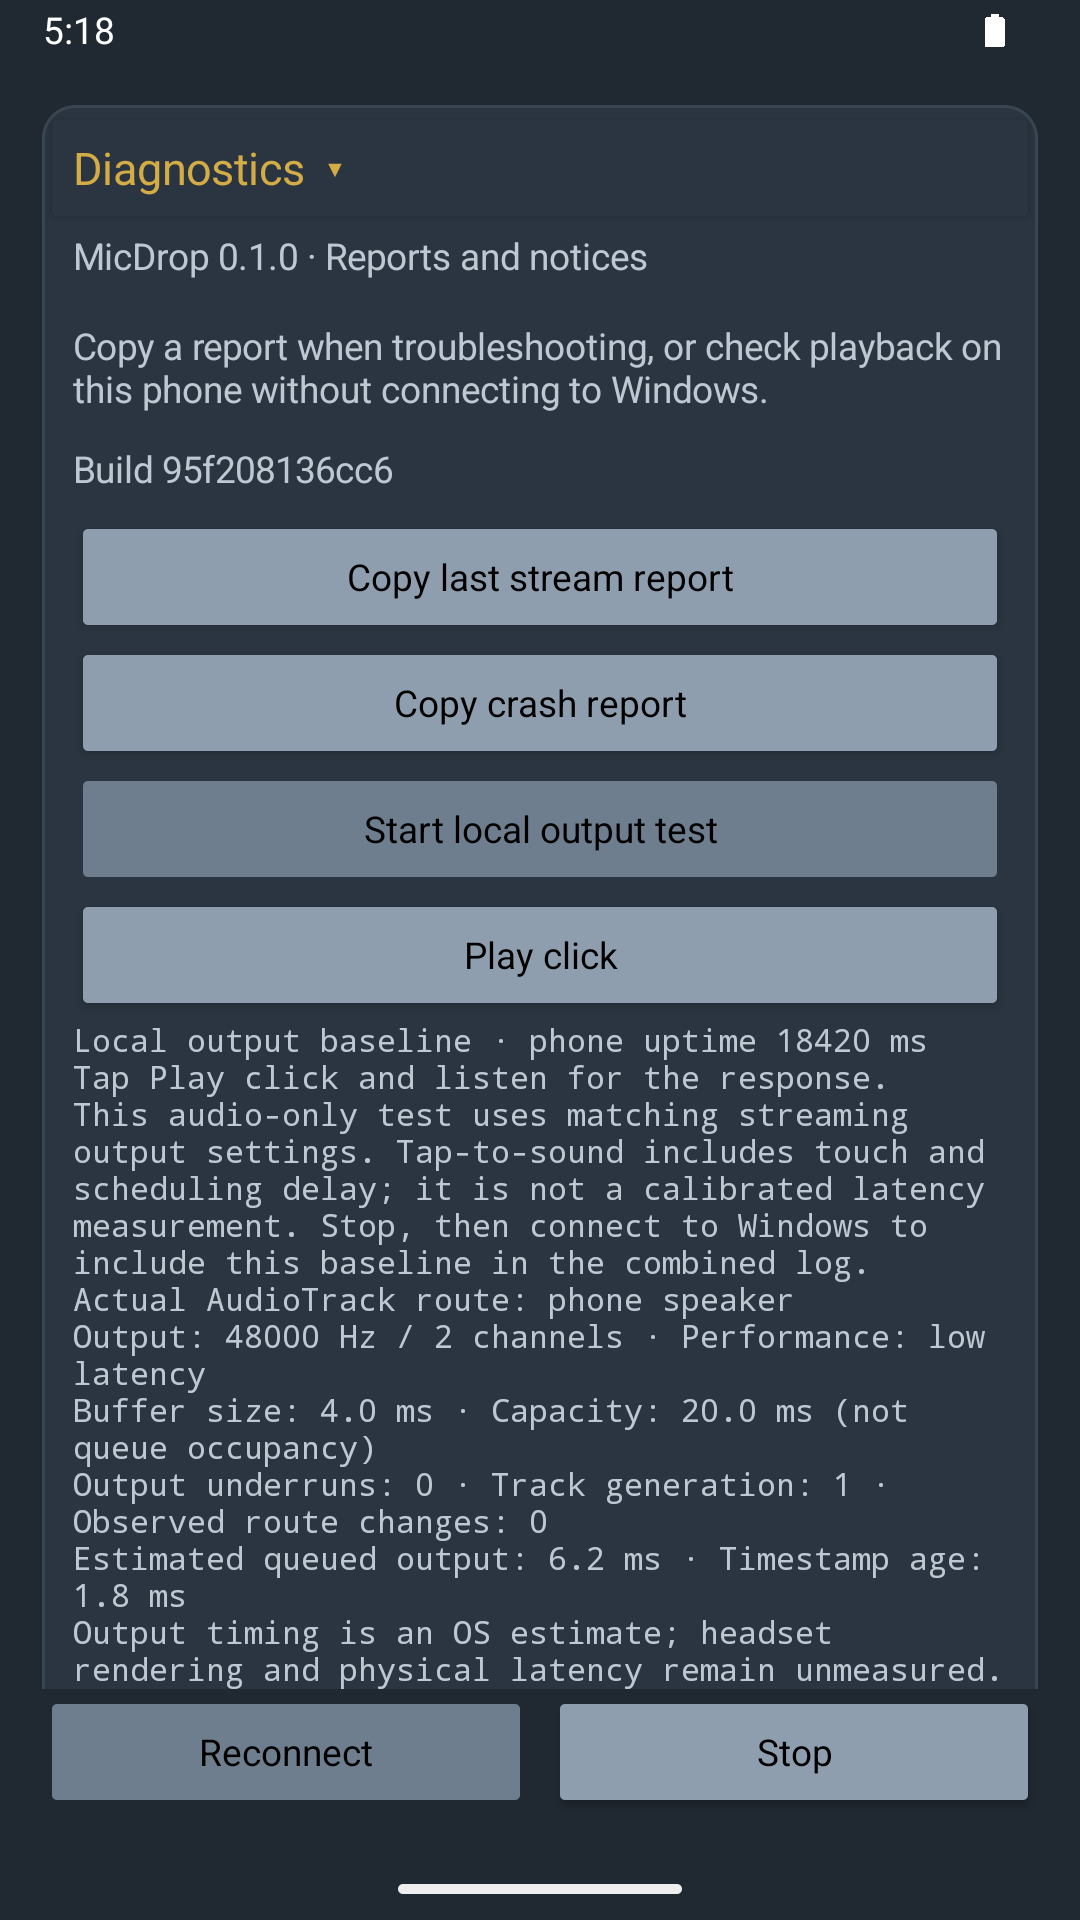 5:18
Diagnostics ▾
MicDrop 0.1.0 · Reports and notices
Copy a report when troubleshooting, or check playback on
this phone without connecting to Windows.
Build 95f208136cc6
Copy last stream report
Copy crash report
Start local output test
Play click
Local output baseline · phone uptime 18420 ms
Tap Play click and listen for the response.
This audio-only test uses matching streaming
output settings. Tap-to-sound includes touch and
scheduling delay; it is not a calibrated latency
measurement. Stop, then connect to Windows to
include this baseline in the combined log.
Actual AudioTrack route: phone speaker
Output: 48000 Hz / 2 channels · Performance: low
latency
Buffer size: 4.0 ms · Capacity: 20.0 ms (not
queue occupancy)
Output underruns: 0 · Track generation: 1 ·
Observed route changes: 0
Estimated queued output: 6.2 ms · Timestamp age:
1.8 ms
Output timing is an OS estimate; headset
rendering and physical latency remain unmeasured.
Reconnect
Stop